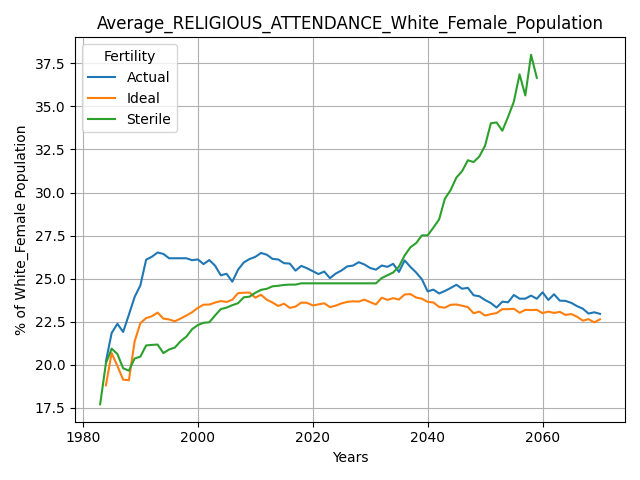 Average_RELIGIOUS_ATTENDANCE_White_Female_Population
Fertility
Actual
Ideal
Sterile
% of White_Female Population
37.5
35.0
32.5
30.0
27.5
25.0
22.5
20.0
17.5
1980
2000
2020
2040
2060
Years